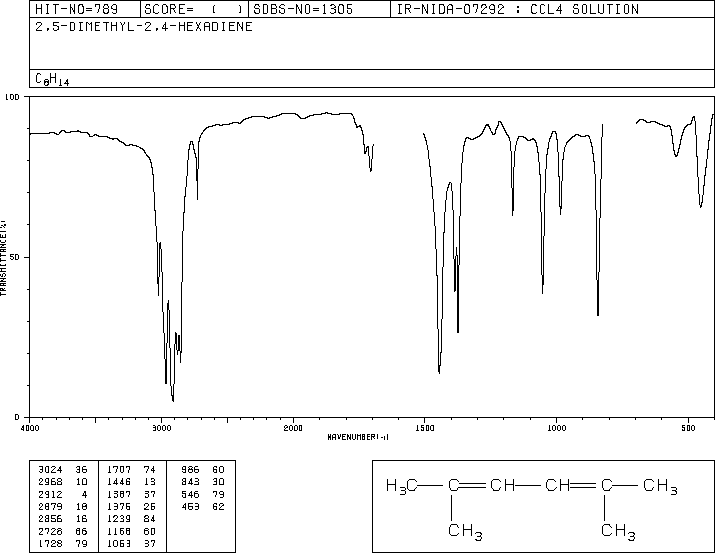 HIT-NO=789 SCORE= ( ) SDBS-NO=1305 IR-NIDA-07292 : CCL4 SOLUTION
2,5-DIMETHYL-2,4-HEXADIENE
C8H14
100
50
0
TRANSMITTANCE(%)
4000 3000 2000 1500 1000 500
WAVENUMBER(-1)
3024 36 1707 74 986 60
2968 10 1446 13 843 30
2912 4 1387 37 546 79
2879 18 1376 26 453 62
2856 16 1239 84
2728 66 1168 60
1728 79 1053 37
H3C C CH CH C CH3
CH3 CH3